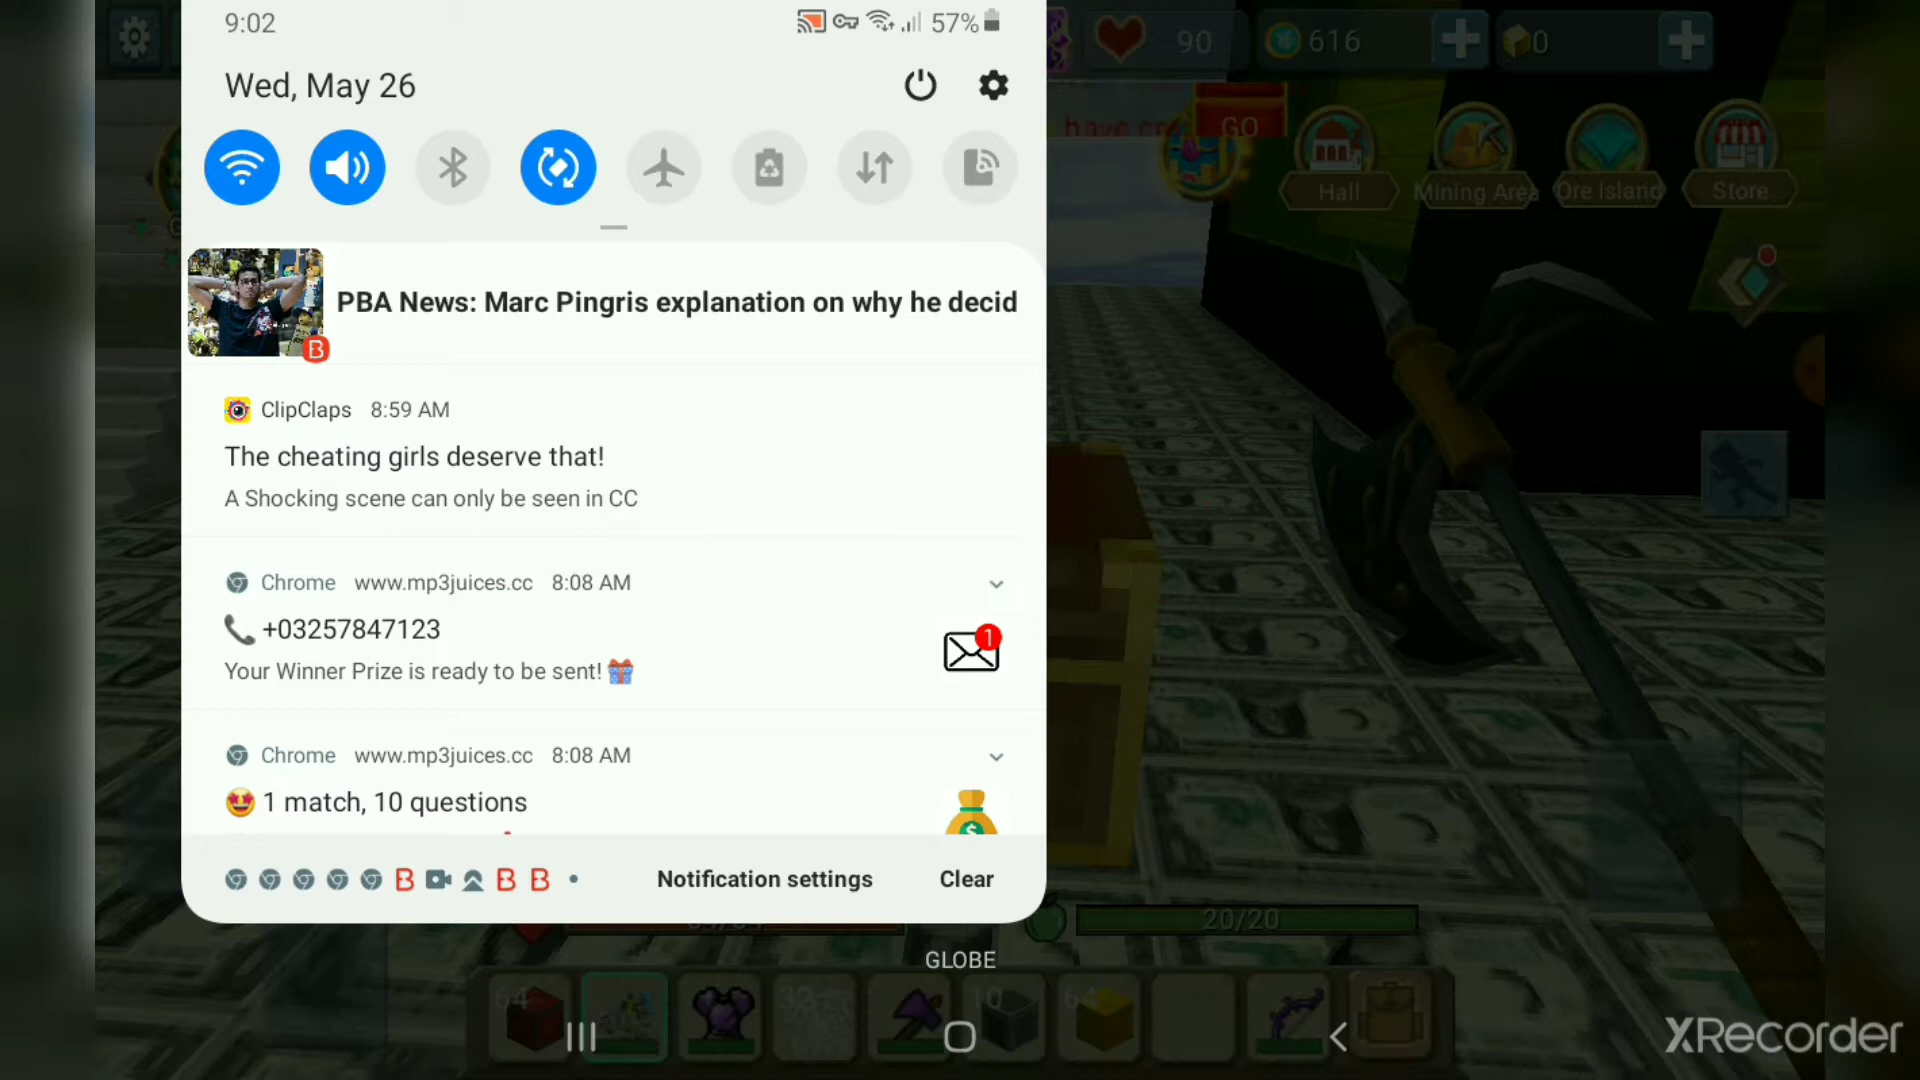 9:02
57%
90
616
0
Wed, May 26
GO
Hall
Mining Area
Ore Island
Store
PBA News: Marc Pingris explanation on why he decid
B
ClipClaps 8:59 AM
The cheating girls deserve that!
A Shocking scene can only be seen in CC
Chrome www.mp3juices.cc 8:08 AM
+03257847123
1
Your Winner Prize is ready to be sent!
Chrome www.mp3juices.cc 8:08 AM
1 match, 10 questions
B B B
Notification settings
Clear
20/20
GLOBE
64
10
64
XRecorder